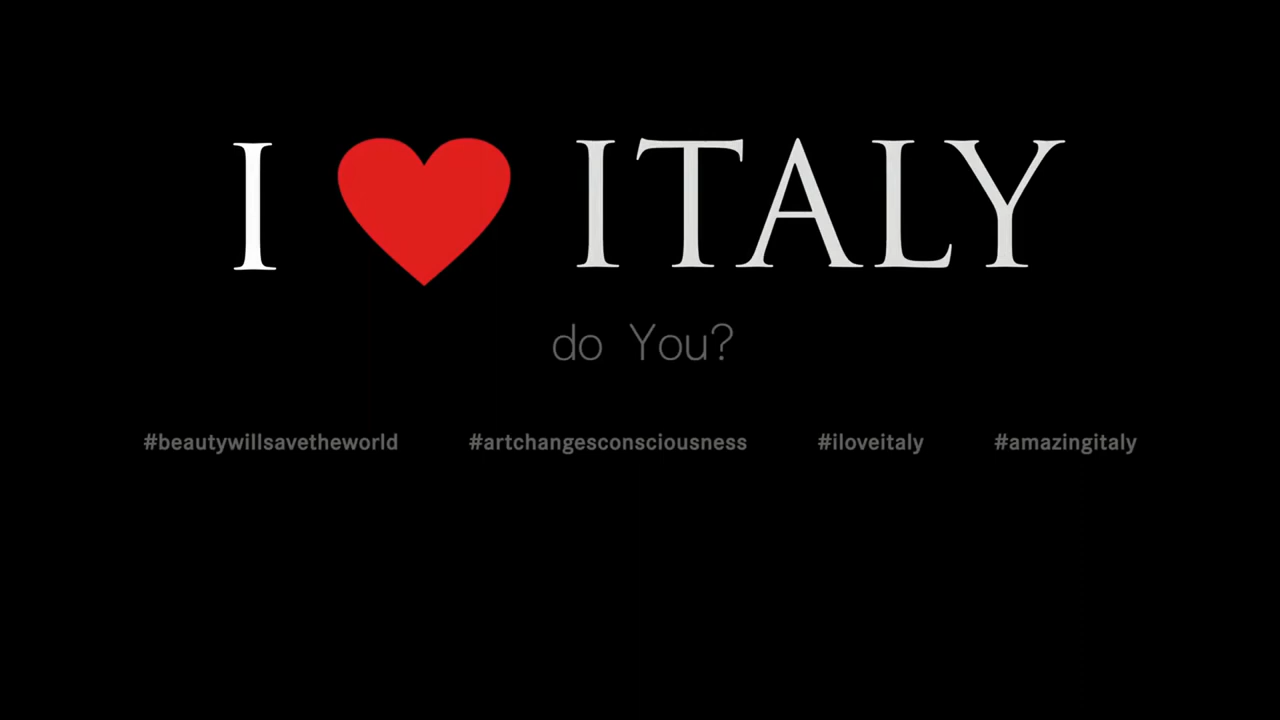 I ❤ ITALY
do You?
#beautywillsavetheworld #artchangesconsciousness #iloveitaly #amazingitaly